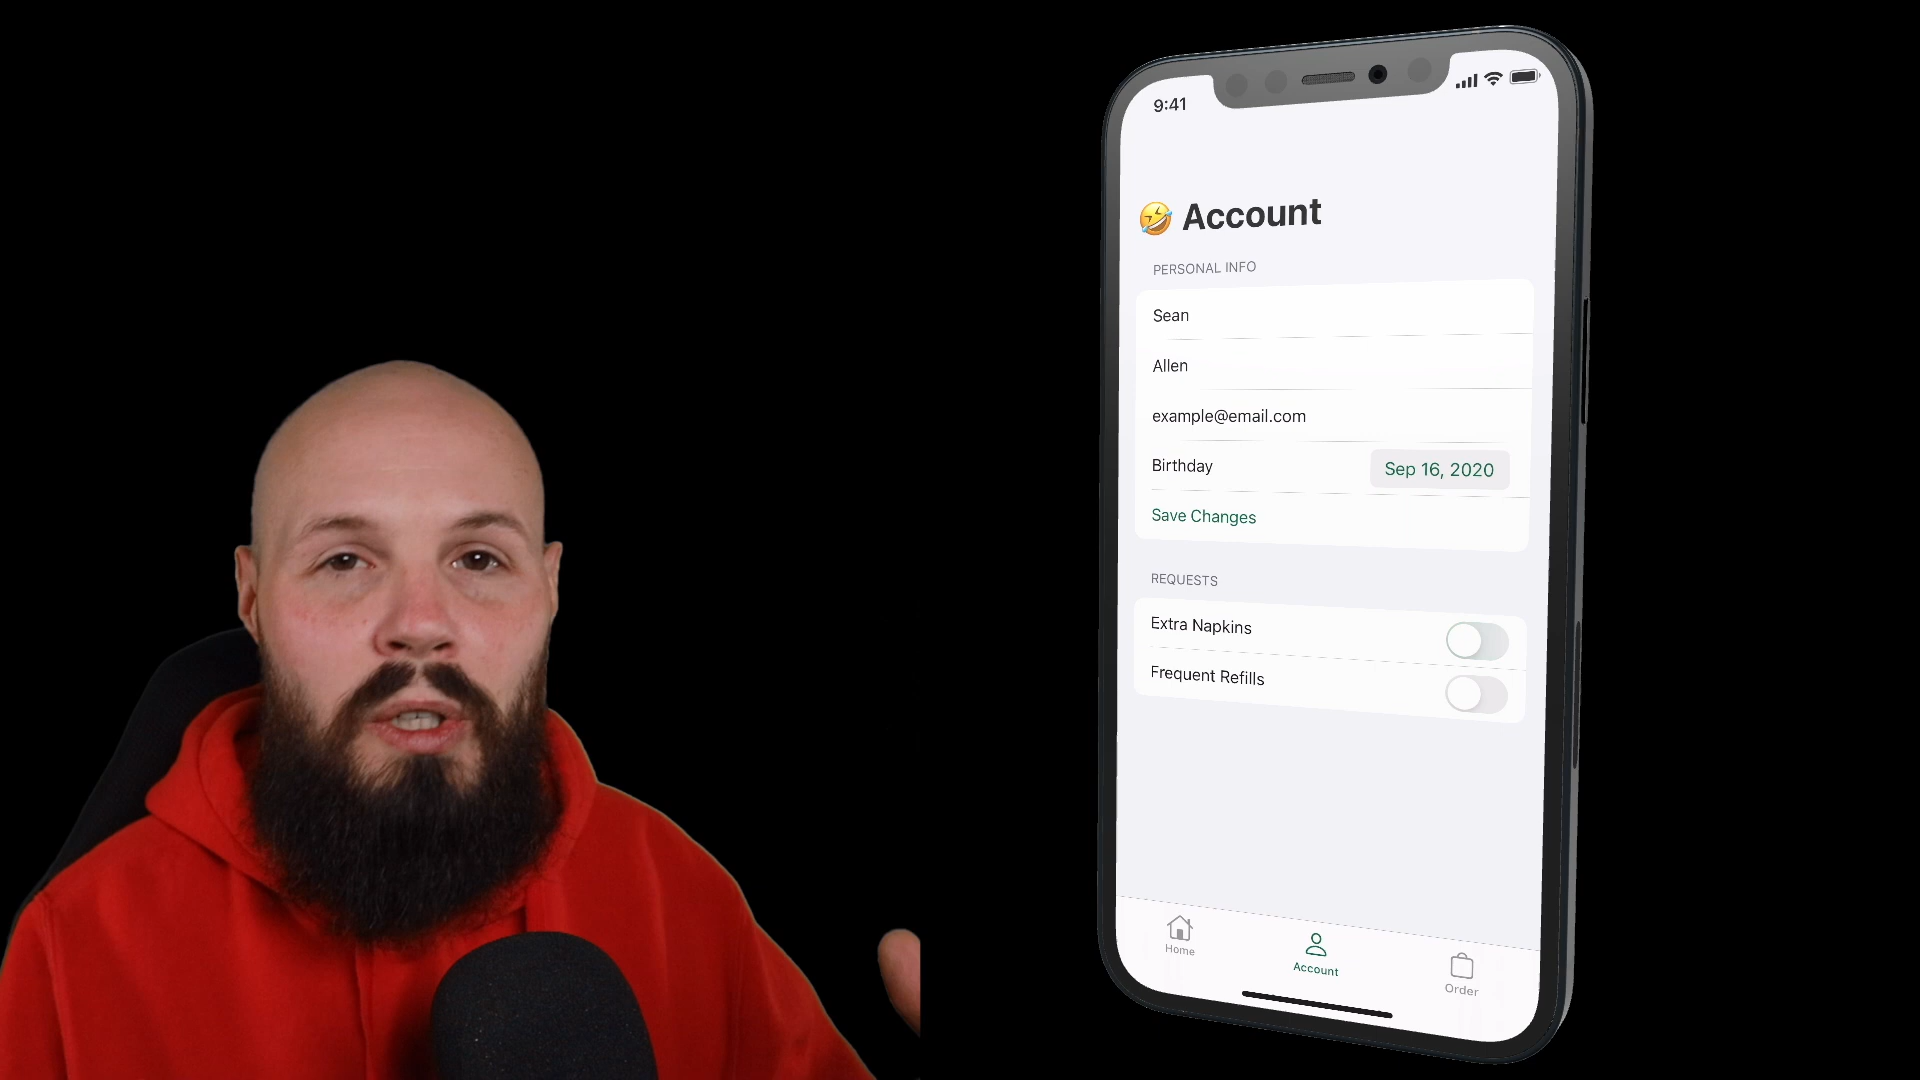 9:41
🤣 Account
PERSONAL INFO
Sean
Allen
example@email.com
Birthday Sep 16, 2020
Save Changes
REQUESTS
Extra Napkins
Frequent Refills
Home Account Order